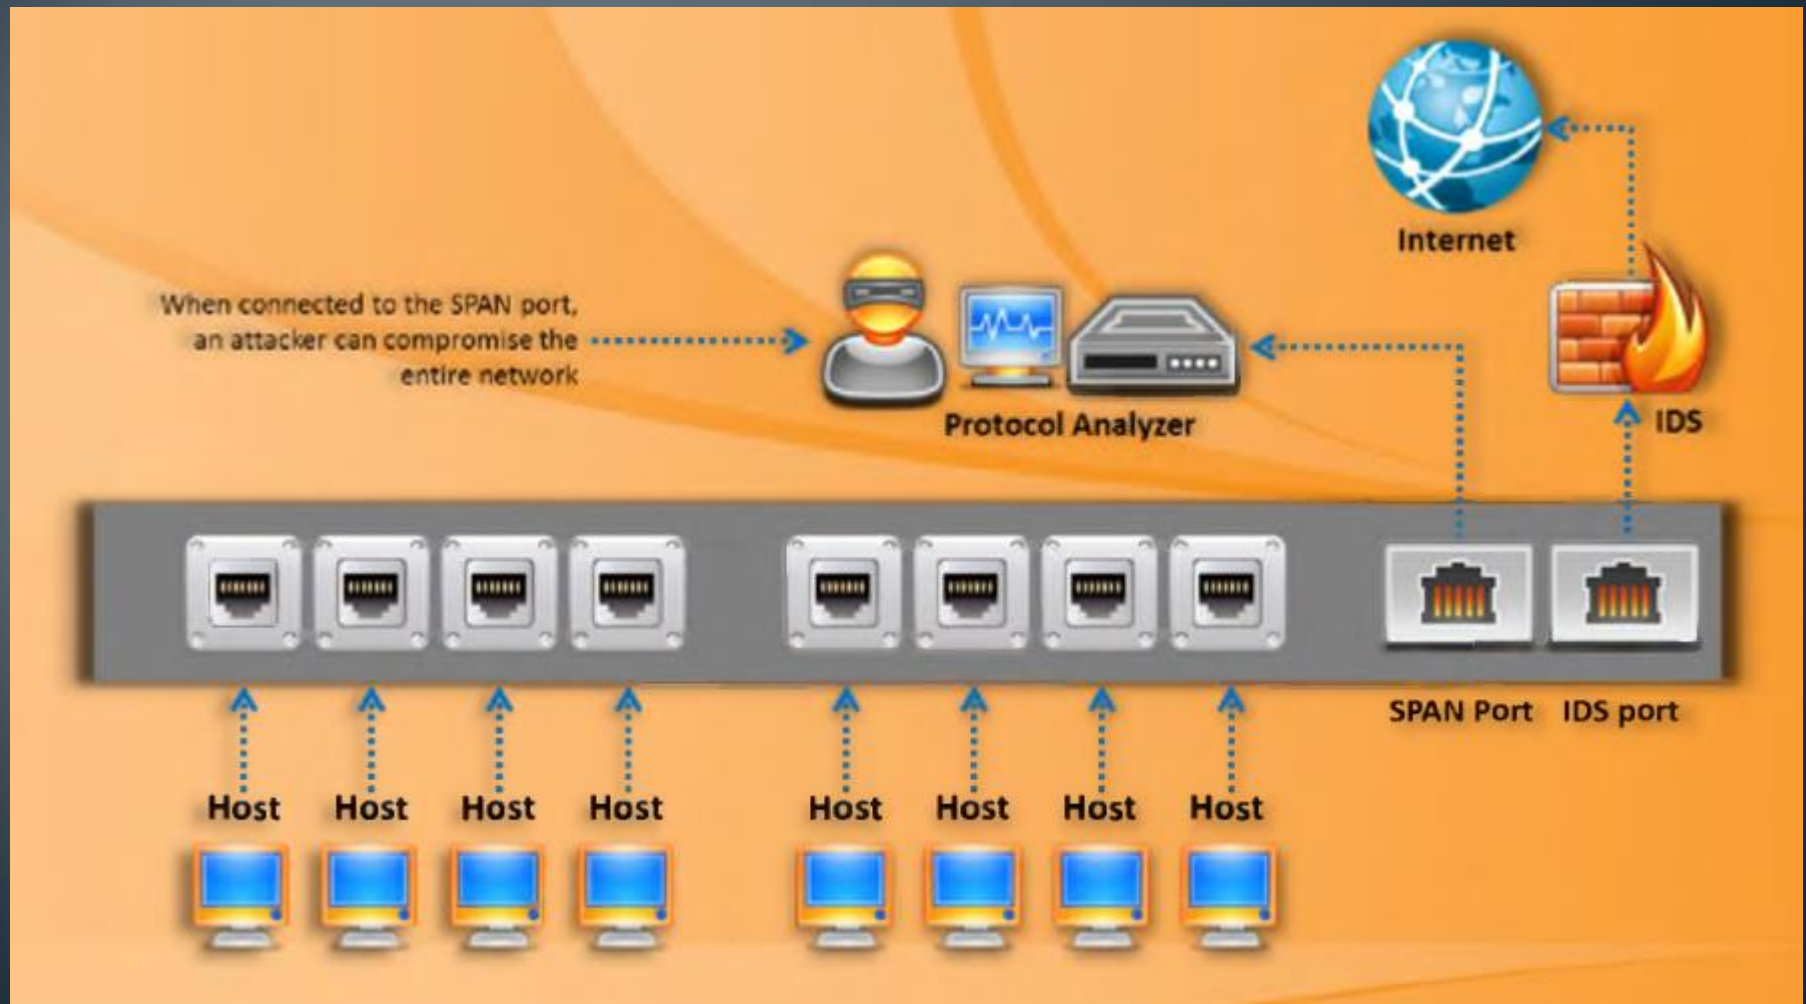 Internet
When connected to the SPAN port,
an attacker can compromise the
entire network
Protocol Analyzer
IDS
SPAN Port
IDS port
Host
Host
Host
Host
Host
Host
Host
Host